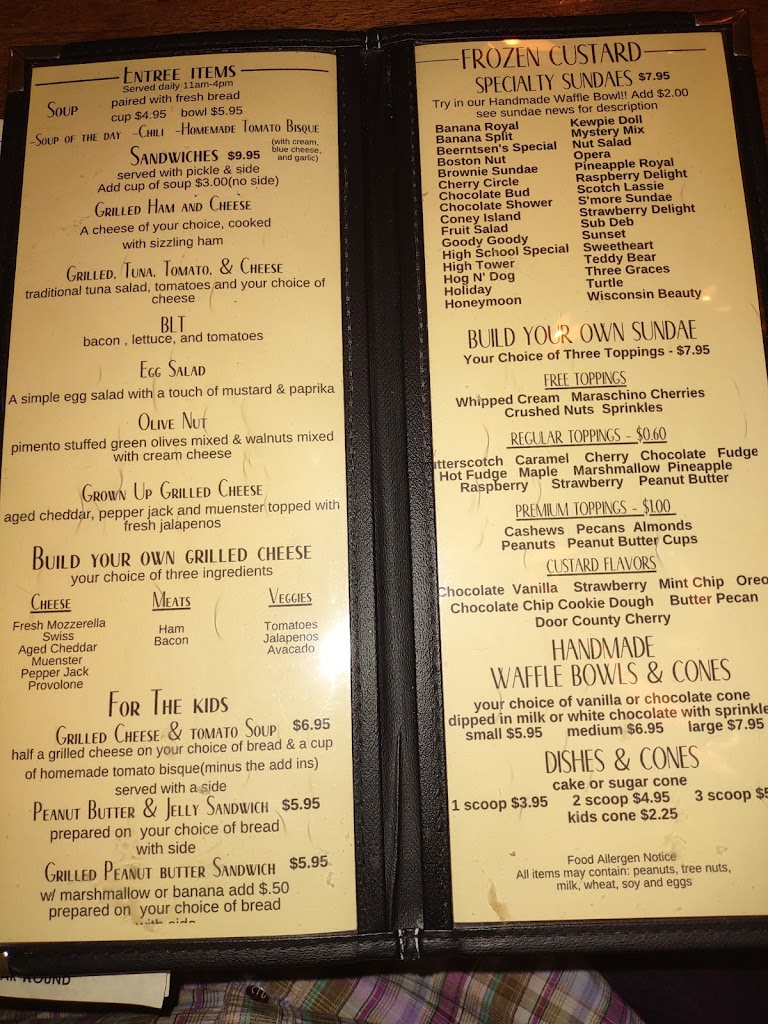 ENTREE ITEMS
Served daily 11am-4pm
SOUP paired with fresh bread
cup $4.95 bowl $5.95
-SOUP OF THE DAY -CHILI -HOMEMADE TOMATO BISQUE
(with cream,
blue cheese,
and garlic)
SANDWICHES $9.95
served with pickle & side
Add cup of soup $3.00(no side)
GRILLED HAM AND CHEESE
A cheese of your choice, cooked
with sizzling ham
GRILLED, TUNA, TOMATO, & CHEESE
traditional tuna salad, tomatoes and your choice of
cheese
BLT
bacon , lettuce, and tomatoes
EGG SALAD
A simple egg salad with a touch of mustard & paprika
OLIVE NUT
pimento stuffed green olives mixed & walnuts mixed
with cream cheese
GROWN UP GRILLED CHEESE
aged cheddar, pepper jack and muenster topped with
fresh jalapenos
BUILD YOUR OWN GRILLED CHEESE
your choice of three ingredients
CHEESE
Fresh Mozzerella
Swiss
Aged Cheddar
Muenster
Pepper Jack
Provolone
MEATS
Ham
Bacon
VEGGIES
Tomatoes
Jalapenos
Avacado
FOR THE KIDS
GRILLED CHEESE & TOMATO SOUP $6.95
half a grilled cheese on your choice of bread & a cup
of homemade tomato bisque(minus the add ins)
served with a side
PEANUT BUTTER & JELLY SANDWICH $5.95
prepared on your choice of bread
with side
GRILLED PEANUT BUTTER SANDWICH $5.95
w/ marshmallow or banana add $.50
prepared on your choice of bread
with side
FROZEN CUSTARD
SPECIALTY SUNDAES $7.95
Try in our Handmade Waffle Bowl!! Add $2.00
see sundae news for description
Banana Royal
Banana Split
Beerntsen's Special
Boston Nut
Brownie Sundae
Cherry Circle
Chocolate Bud
Chocolate Shower
Coney Island
Fruit Salad
Goody Goody
High School Special
High Tower
Hog N' Dog
Holiday
Honeymoon
Kewpie Doll
Mystery Mix
Nut Salad
Opera
Pineapple Royal
Raspberry Delight
Scotch Lassie
S'more Sundae
Strawberry Delight
Sub Deb
Sunset
Sweetheart
Teddy Bear
Three Graces
Turtle
Wisconsin Beauty
BUILD YOUR OWN SUNDAE
Your Choice of Three Toppings - $7.95
FREE TOPPINGS
Whipped Cream Maraschino Cherries
Crushed Nuts Sprinkles
REGULAR TOPPINGS - $0.60
tterscotch Caramel Cherry Chocolate Fudge
Hot Fudge Maple Marshmallow Pineapple
Raspberry Strawberry Peanut Butter
PREMIUM TOPPINGS - $1.00
Cashews Pecans Almonds
Peanuts Peanut Butter Cups
CUSTARD FLAVORS
Chocolate Vanilla Strawberry Mint Chip Oreo
Chocolate Chip Cookie Dough Butter Pecan
Door County Cherry
HANDMADE
WAFFLE BOWLS & CONES
your choice of vanilla or chocolate cone
dipped in milk or white chocolate with sprinkle
small $5.95 medium $6.95 large $7.95
DISHES & CONES
cake or sugar cone
1 scoop $3.95 2 scoop $4.95 3 scoop $5
kids cone $2.25
Food Allergen Notice
All items may contain: peanuts, tree nuts,
milk, wheat, soy and eggs
ROUND